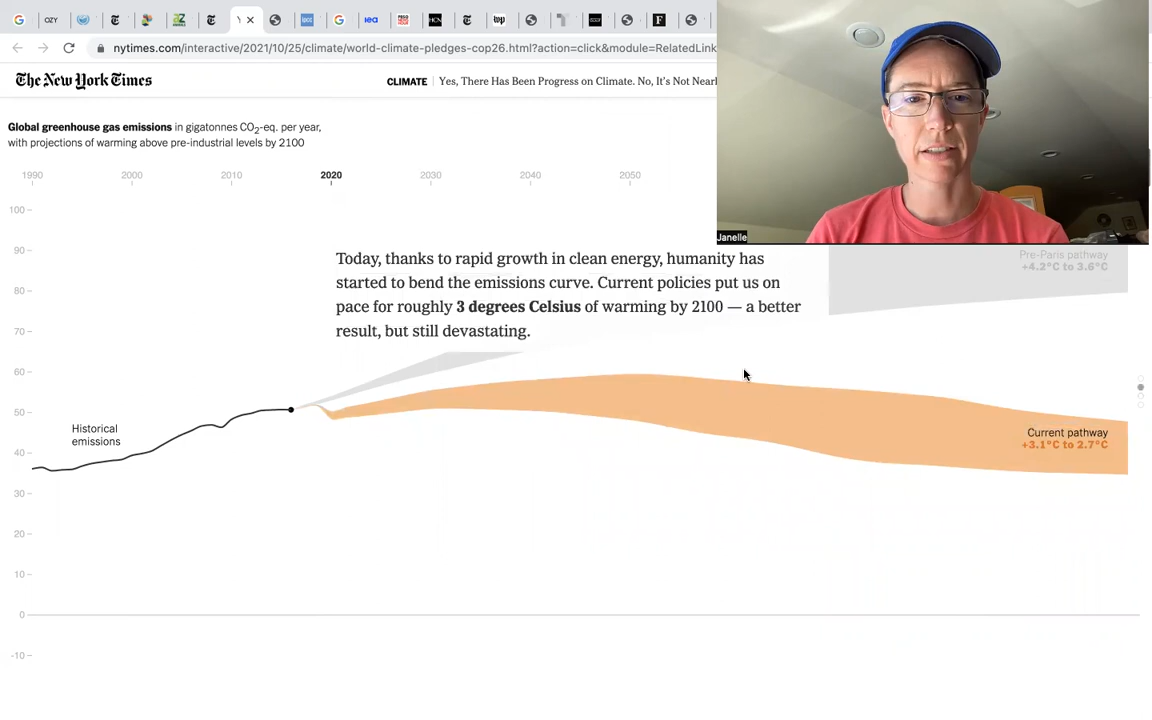 OZY
iea
HCN
wp
F
nytimes.com/interactive/2021/10/25/climate/world-climate-pledges-cop26.html?action=click&module=RelatedLink
The New York Times
CLIMATE | Yes, There Has Been Progress on Climate. No, It's Not Nearl
Global greenhouse gas emissions in gigatonnes CO2-eq. per year,
with projections of warming above pre-industrial levels by 2100
1990 2000 2010 2020 2030 2040 2050
100
90
80
70
60
50
40
30
20
10
0
-10
Janelle
Today, thanks to rapid growth in clean energy, humanity has
started to bend the emissions curve. Current policies put us on
pace for roughly 3 degrees Celsius of warming by 2100 — a better
result, but still devastating.
Pre-Paris pathway
+4.2°C to 3.6°C
Historical
emissions
Current pathway
+3.1°C to 2.7°C